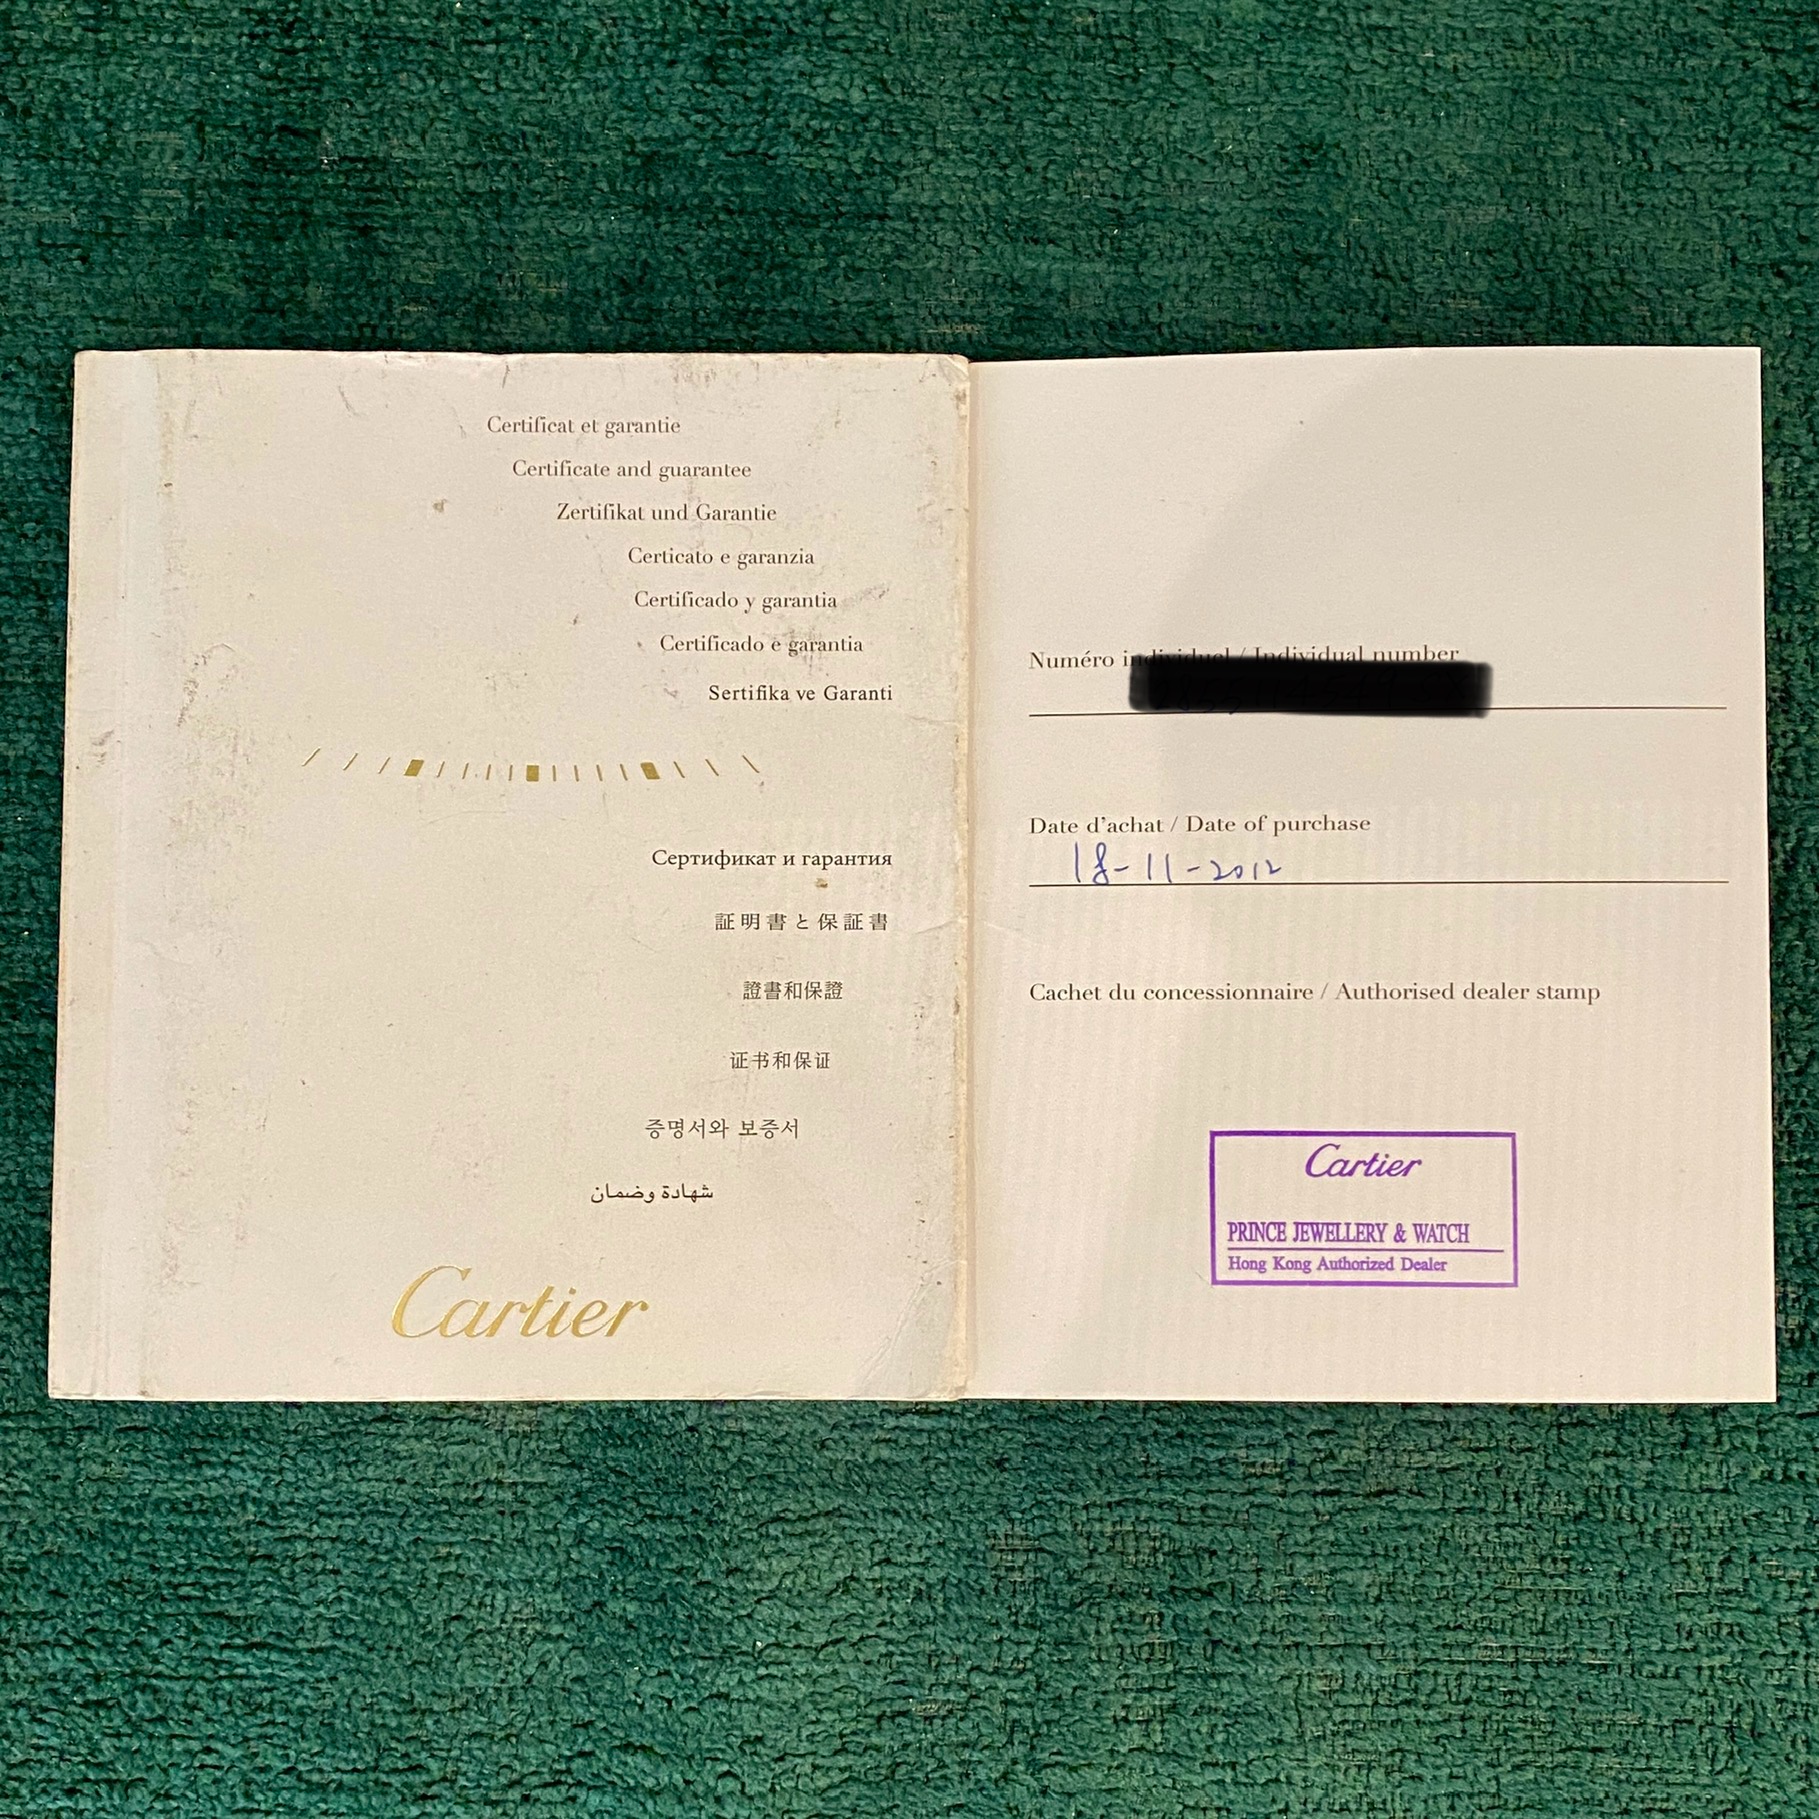 Certificat et garantie
Certificate and guarantee
Zertifikat und Garantie
Certicato e garanzia
Certificado y garantia
Certificado e garantia
Sertifika ve Garanti
Сертификат и гарантия
証明書と保証書
證書和保證
证书和保证
증명서와 보증서
شهادة وضمان
Cartier
Numéro individuel / Individual number
Date d'achat / Date of purchase
18-11-2012
Cachet du concessionnaire / Authorised dealer stamp
Cartier
PRINCE JEWELLERY & WATCH
Hong Kong Authorized Dealer